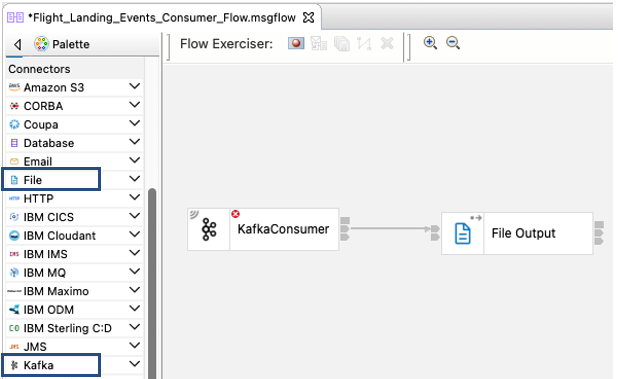 *Flight_Landing_Events_Consumer_Flow.msgflow
Palette
Flow Exerciser:
Connectors
Amazon S3
CORBA
Coupa
Database
Email
File
HTTP
IBM CICS
IBM Cloudant
IBM IMS
IBM MQ
IBM Maximo
IBM ODM
IBM Sterling C:D
JMS
Kafka
KafkaConsumer
File Output